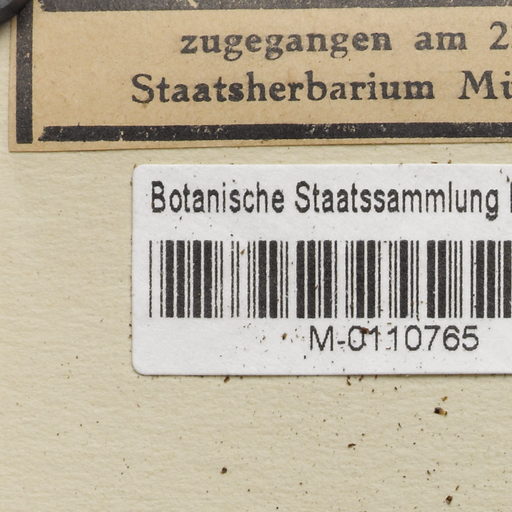 zugegangen am 2
Staatsherbarium Mü
Botanische Staatssammlung
M-0110765